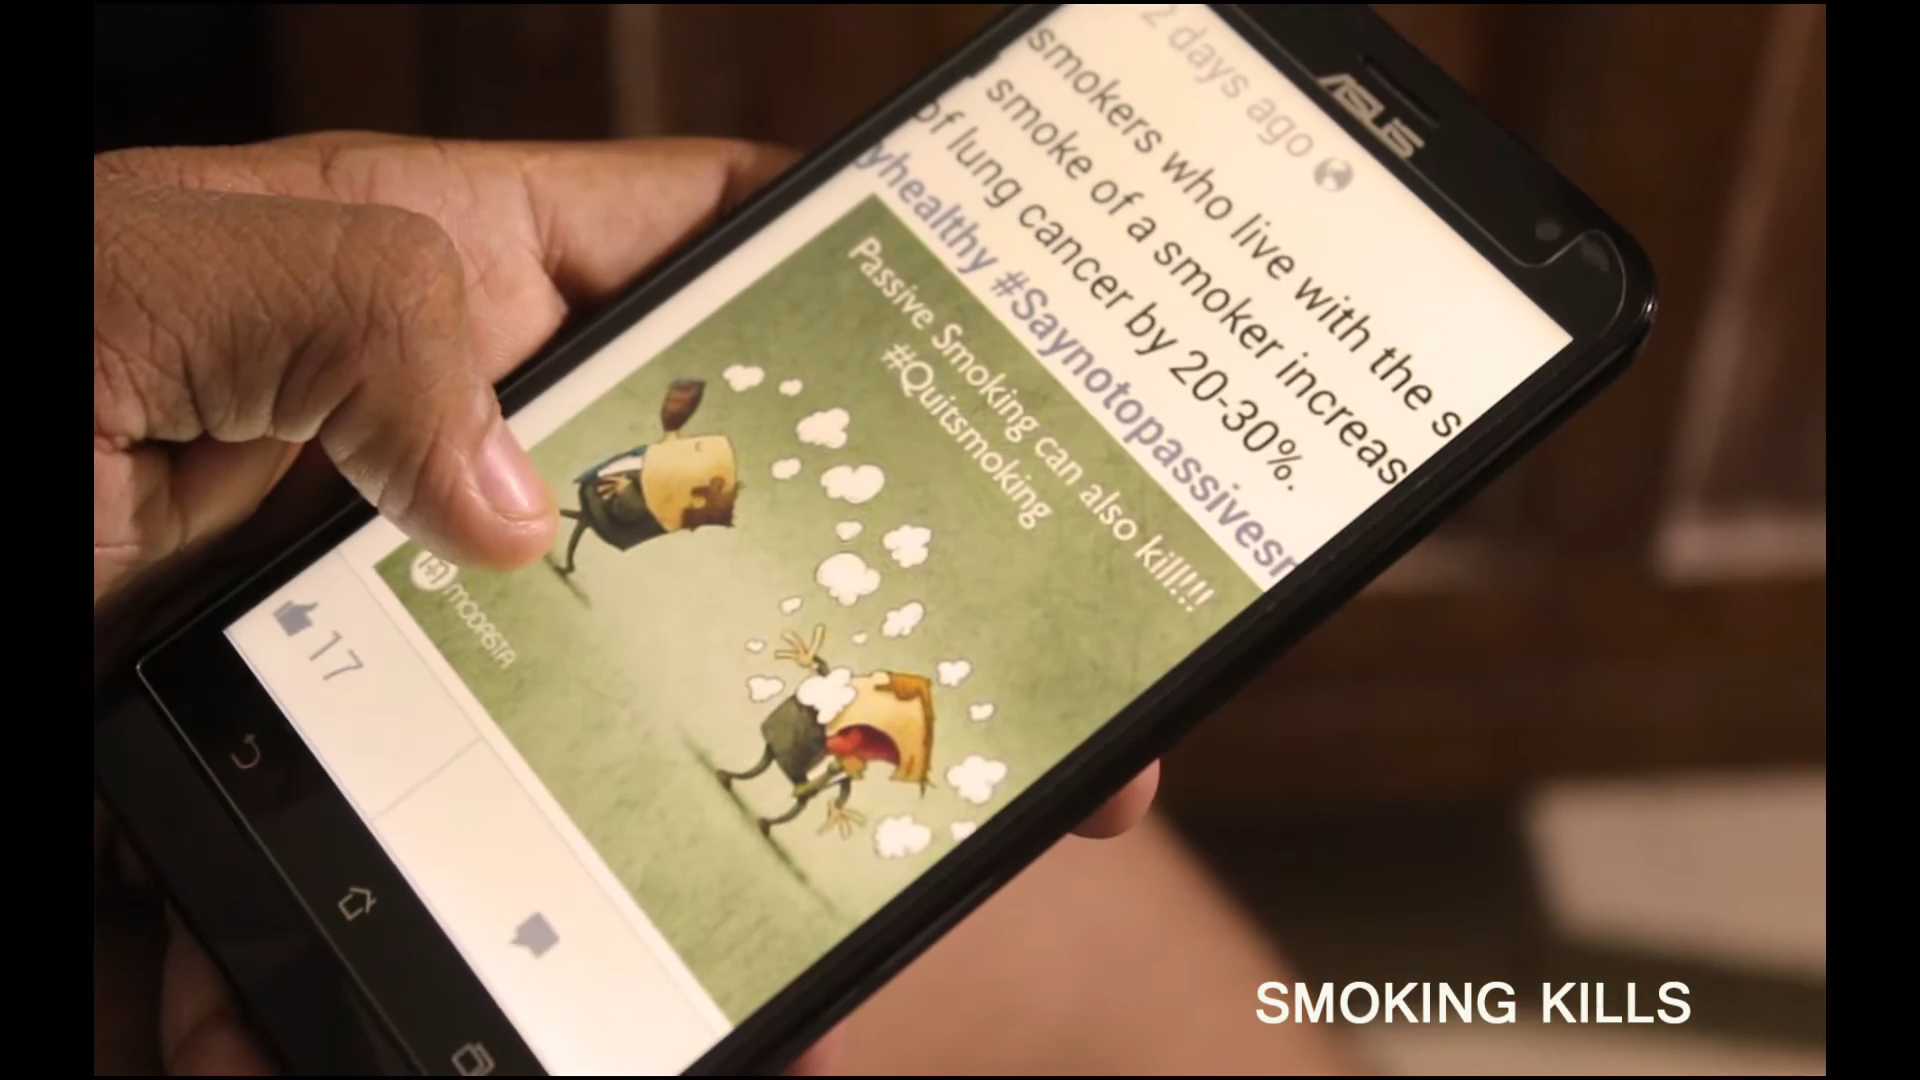 ASUS
2 days ago
smokers who live with the s
smoke of a smoker increas
of lung cancer by 20-30%.
yhealthy #Saynotopassivesm
Passive Smoking can also kill!!!
#Quitsmoking
MODASTA
17
SMOKING KILLS